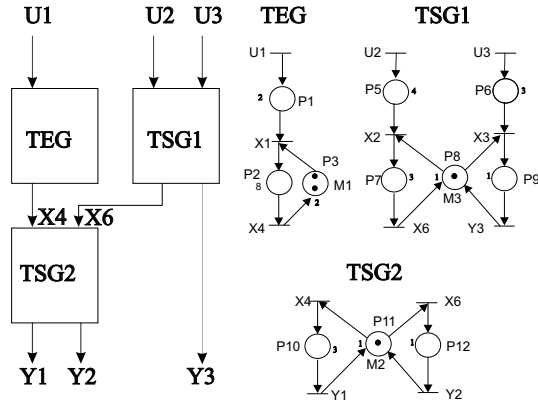 U1 U2 U3
TEG TSG1
X4 X6
TSG2
Y1 Y2 Y3
TEG
U1
2 P1
X1
P3
P2 8
M1
2
X4
TSG1
U2 U3
P5 4 P6 3
X2 X3
P8
P7 3 1 1 P9
M3
X6 Y3
TSG2
X4 X6
P11
P10 3 1 1 P12
M2
Y1 Y2